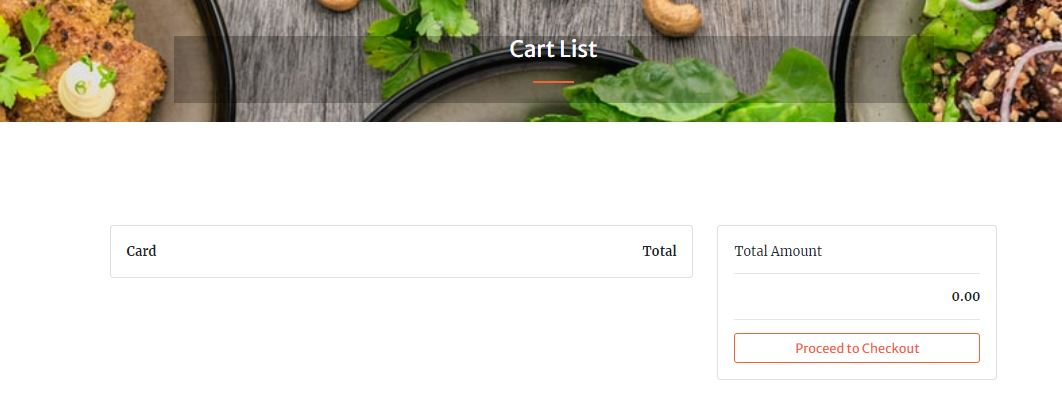 Cart List
Card Total
Total Amount
0.00
Proceed to Checkout